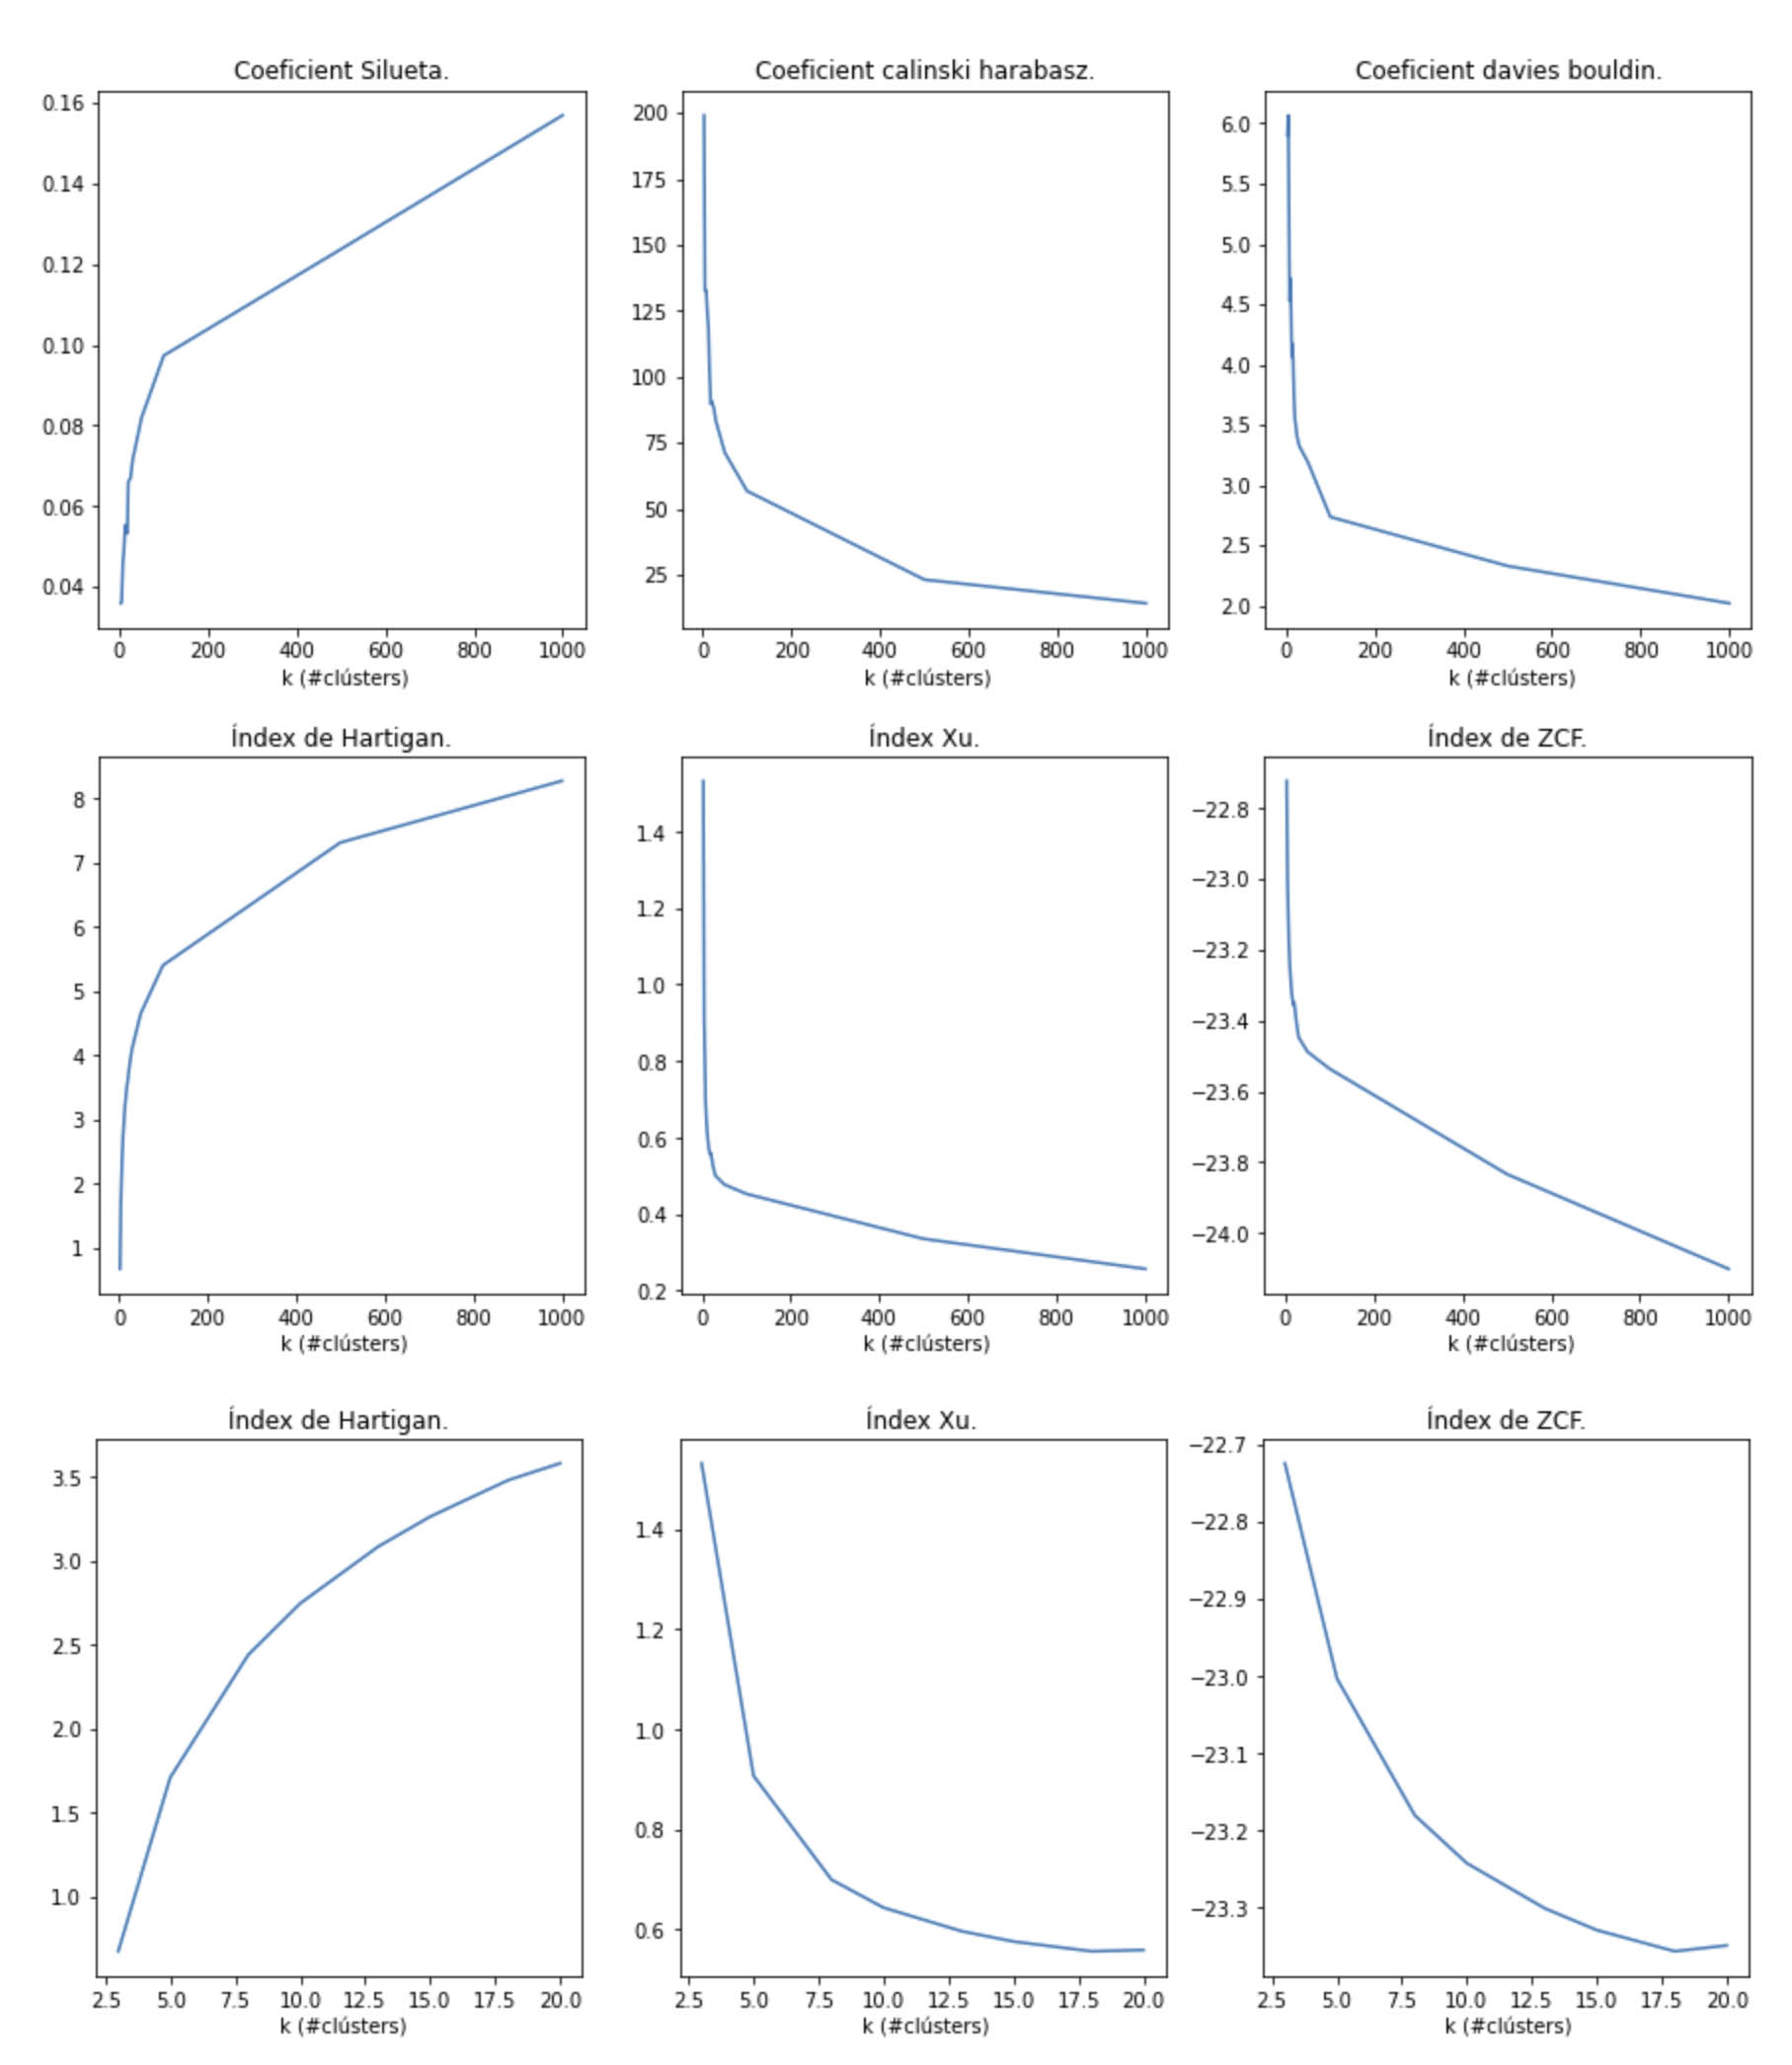 Coeficient Silueta.
0.16
0.14
0.12
0.10
0.08
0.06
0.04
0 200 400 600 800 1000
k (#clústers)
Coeficient calinski harabasz.
200
175
150
125
100
75
50
25
0 200 400 600 800 1000
k (#clústers)
Coeficient davies bouldin.
6.0
5.5
5.0
4.5
4.0
3.5
3.0
2.5
2.0
0 200 400 600 800 1000
k (#clústers)
Índex de Hartigan.
8
7
6
5
4
3
2
1
0 200 400 600 800 1000
k (#clústers)
Índex Xu.
1.4
1.2
1.0
0.8
0.6
0.4
0.2
0 200 400 600 800 1000
k (#clústers)
Índex de ZCF.
−22.8
−23.0
−23.2
−23.4
−23.6
−23.8
−24.0
0 200 400 600 800 1000
k (#clústers)
Índex de Hartigan.
3.5
3.0
2.5
2.0
1.5
1.0
2.5 5.0 7.5 10.0 12.5 15.0 17.5 20.0
k (#clústers)
Índex Xu.
1.4
1.2
1.0
0.8
0.6
2.5 5.0 7.5 10.0 12.5 15.0 17.5 20.0
k (#clústers)
Índex de ZCF.
−22.7
−22.8
−22.9
−23.0
−23.1
−23.2
−23.3
2.5 5.0 7.5 10.0 12.5 15.0 17.5 20.0
k (#clústers)